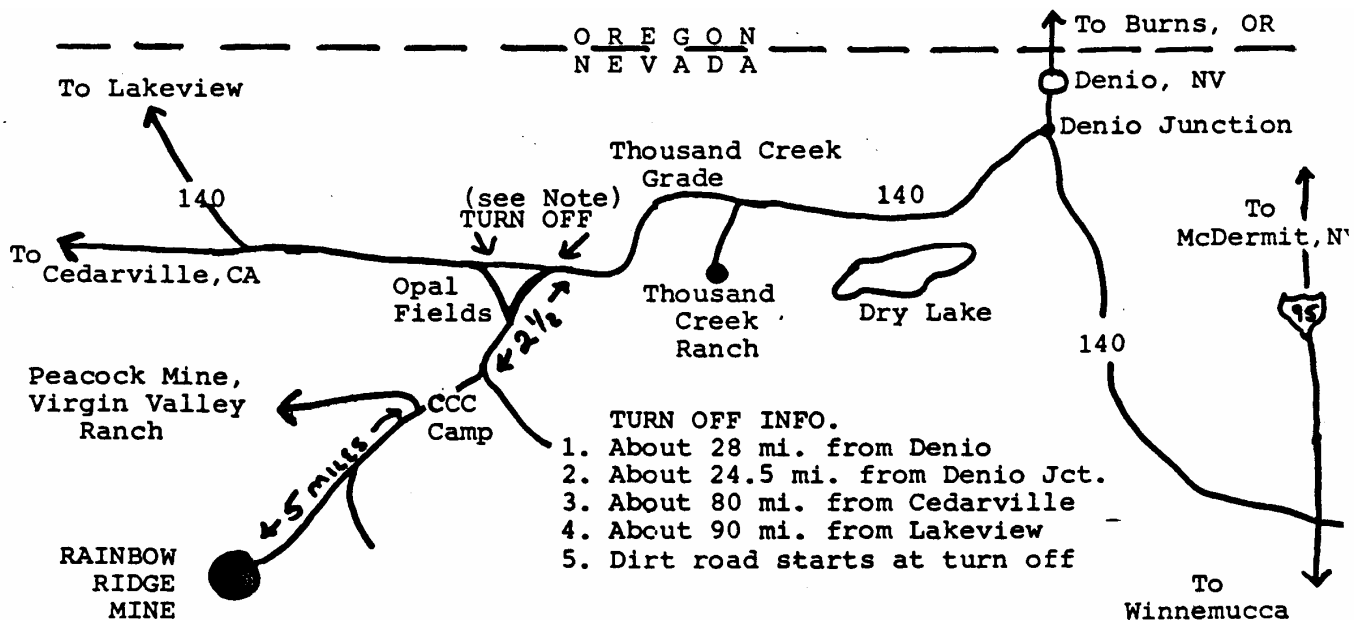 O R E G O N
N E V A D A
To Burns, OR
Denio, NV
Denio Junction
To Lakeview
140
Thousand Creek
Grade
140
(see Note)
TURN OFF
To
Cedarville,CA
Opal
Fields
2 1/2
Thousand
Creek
Ranch
Dry Lake
140
To
McDermit,N
95
Peacock Mine,
Virgin Valley
Ranch
CCC
Camp
5 MILES
RAINBOW
RIDGE
MINE
TURN OFF INFO.
1. About 28 mi. from Denio
2. About 24.5 mi. from Denio Jct.
3. About 80 mi. from Cedarville
4. About 90 mi. from Lakeview
5. Dirt road starts at turn off
To
Winnemucca